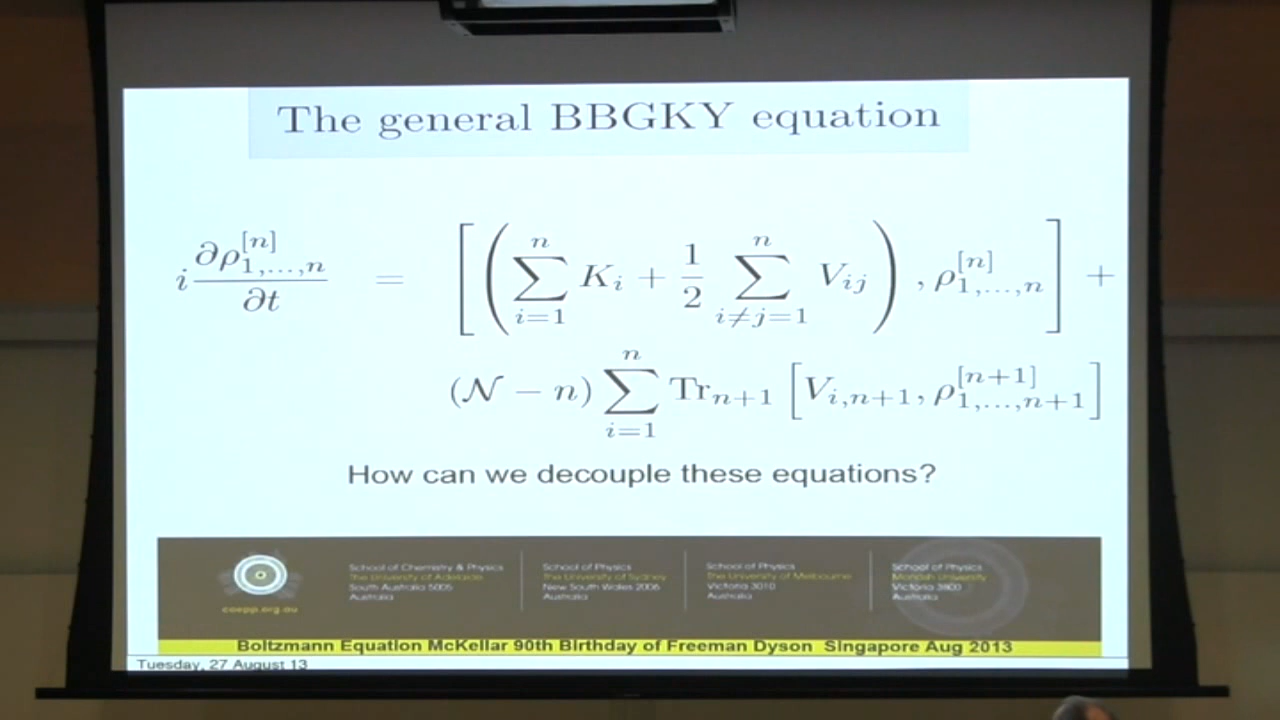 The general BBGKY equation
i ∂ρ^{[n]}_{1,...,n} / ∂t = [ ( \sum_{i=1}^{n} K_i + \frac{1}{2} \sum_{i≠j=1}^{n} V_{ij} ) , ρ^{[n]}_{1,...,n} ] +
(𝒩 − n) \sum_{i=1}^{n} Tr_{n+1} [ V_{i,n+1}, ρ^{[n+1]}_{1,...,n+1} ]
How can we decouple these equations?
coepp.org.au
School of Chemistry & Physics
The University of Adelaide
South Australia 5005
Australia
School of Physics
The University of Sydney
New South Wales 2006
Australia
School of Physics
The University of Melbourne
Victoria 3010
Australia
School of Physics
Monash University
Victoria 3800
Australia
Boltzmann Equation McKellar 90th Birthday of Freeman Dyson Singapore Aug 2013
Tuesday, 27 August 13